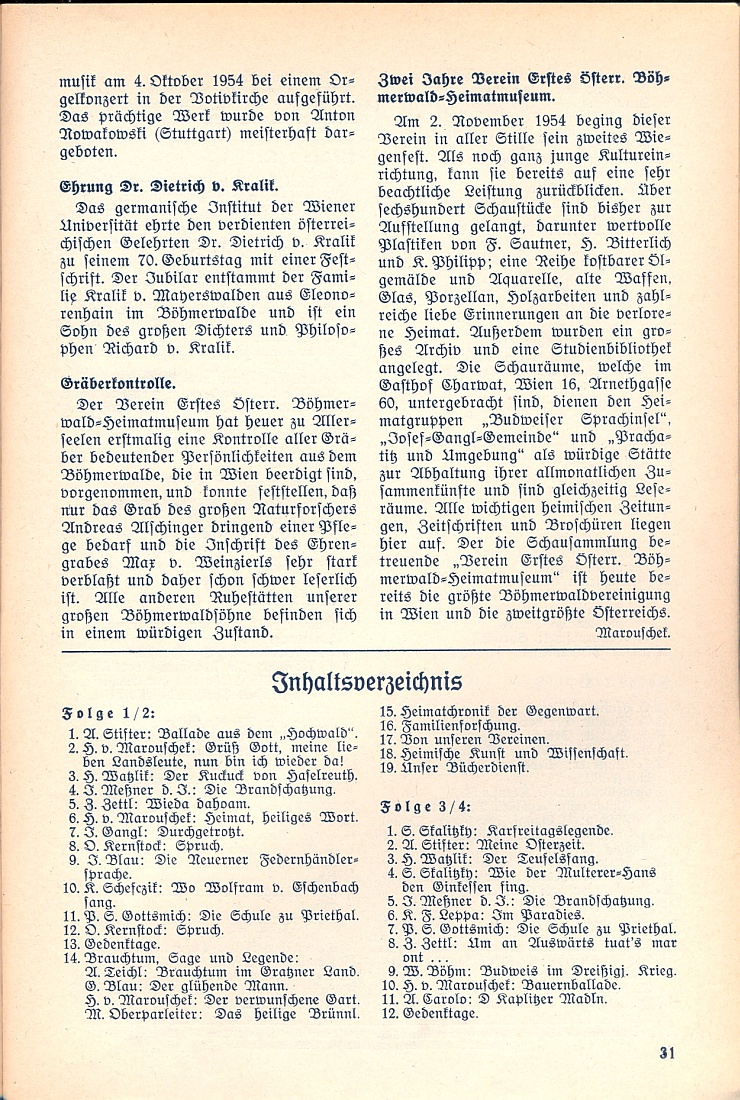 musik am 4. Oktober 1954 bei einem Or-
gelkonzert in der Votivkirche aufgeführt.
Das prächtige Werk wurde von Anton
Nowakowski (Stuttgart) meisterhaft dar-
geboten.
Ehrung Dr. Dietrich v. Kralik.
Das germanische Institut der Wiener
Universität ehrte den verdienten österrei-
chischen Gelehrten Dr. Dietrich v. Kralik
zu seinem 70. Geburtstag mit einer Fest-
schrift. Der Jubilar entstammt der Fami-
lie Kralik v. Mayerswalden aus Eleono-
renhain im Böhmerwalde und ist ein
Sohn des großen Dichters und Philoso-
phen Richard v. Kralik.
Gräberkontrolle.
Der Verein Erstes Österr. Böhmer-
wald-Heimatmuseum hat heuer zu Aller-
seelen erstmalig eine Kontrolle aller Grä-
ber bedeutender Persönlichkeiten aus dem
Böhmerwalde, die in Wien beerdigt sind,
vorgenommen, und konnte feststellen, daß
nur das Grab des großen Naturforschers
Andreas Alschinger dringend einer Pfle-
ge bedarf und die Inschrift des Ehren-
grabes Max v. Weinzierls sehr stark
verblaßt und daher schon schwer leserlich
ist. Alle anderen Ruhestätten unserer
großen Böhmerwaldsöhne befinden sich
in einem würdigen Zustand.
Zwei Jahre Verein Erstes Österr. Böh-
merwald-Heimatmuseum.
Am 2. November 1954 beging dieser
Verein in aller Stille sein zweites Wie-
genfest. Als noch ganz junge Kulturein-
richtung, kann sie bereits auf eine sehr
beachtliche Leistung zurückblicken. Über
sechshundert Schaustücke sind bisher zur
Aufstellung gelangt, darunter wertvolle
Plastiken von F. Sautner, H. Bitterlich
und K. Philipp; eine Reihe kostbarer Öl-
gemälde und Aquarelle, alte Waffen,
Glas, Porzellan, Holzarbeiten und zahl-
reiche liebe Erinnerungen an die verlore-
ne Heimat. Außerdem wurden ein gro-
ßes Archiv und eine Studienbibliothek
angelegt. Die Schauräume, welche im
Gasthof Charwat, Wien 16, Arnethgasse
60, untergebracht sind, dienen den Hei-
matgruppen „Budweiser Sprachinsel“,
„Josef-Gangl-Gemeinde“ und „Pracha-
titz und Umgebung“ als würdige Stätte
zur Abhaltung ihrer allmonatlichen Zu-
sammenkünfte und sind gleichzeitig Lese-
räume. Alle wichtigen heimischen Zeitun-
gen, Zeitschriften und Broschüren liegen
hier auf. Der die Schausammlung be-
treuende „Verein Erstes Österr. Böh-
merwald-Heimatmuseum“ ist heute be-
reits die größte Böhmerwaldvereinigung
in Wien und die zweitgrößte Österreichs.
Marouschek.
Inhaltsverzeichnis
Folge 1/2:
1. A. Stifter: Ballade aus dem „Hochwald“.
2. H. v. Marouschek: Grüß Gott, meine lie-
ben Landsleute, nun bin ich wieder da!
3. H. Watzlik: Der Kuckuck von Haselreuth.
4. J. Meßner d. J.: Die Brandschatzung.
5. Z. Zettl: Wieda dahoam.
6. H. v. Marouschek: Heimat, heiliges Wort.
7. J. Gangl: Durchgetrotzt.
8. O. Kernstock: Spruch.
9. J. Blau: Die Neuerner Federnhändler-
sprache.
10. K. Schefczik: Wo Wolfram v. Eschenbach
sang.
11. P. S. Gottsmich: Die Schule zu Priethal.
12. O. Kernstock: Spruch.
13. Gedenktage.
14. Brauchtum, Sage und Legende:
A. Teichl: Brauchtum im Gratzner Land.
G. Blau: Der glühende Mann.
H. v. Marouschek: Der verwunschene Gart.
M. Oberparleiter: Das heilige Brünnl.
15. Heimatchronik der Gegenwart.
16. Familienforschung.
17. Von unseren Vereinen.
18. Heimische Kunst und Wissenschaft.
19. Unser Bücherdienst.
Folge 3/4:
1. S. Skalitzky: Karfreitagslegende.
2. A. Stifter: Meine Osterzeit.
3. H. Watzlik: Der Teufelsfang.
4. S. Skalitzky: Wie der Multerer-Hans
den Ginkessen fing.
5. J. Meßner d. J.: Die Brandschatzung.
6. K. F. Leppa: Im Paradies.
7. P. S. Gottsmich: Die Schule zu Priethal.
8. Z. Zettl: Um an Auswärts tuat's mar
ont ...
9. W. Böhm: Budweis im Dreißigj. Krieg.
10. H. v. Marouschek: Bauernballade.
11. A. Carolo: D Kaplitzer Madln.
12. Gedenktage.
31